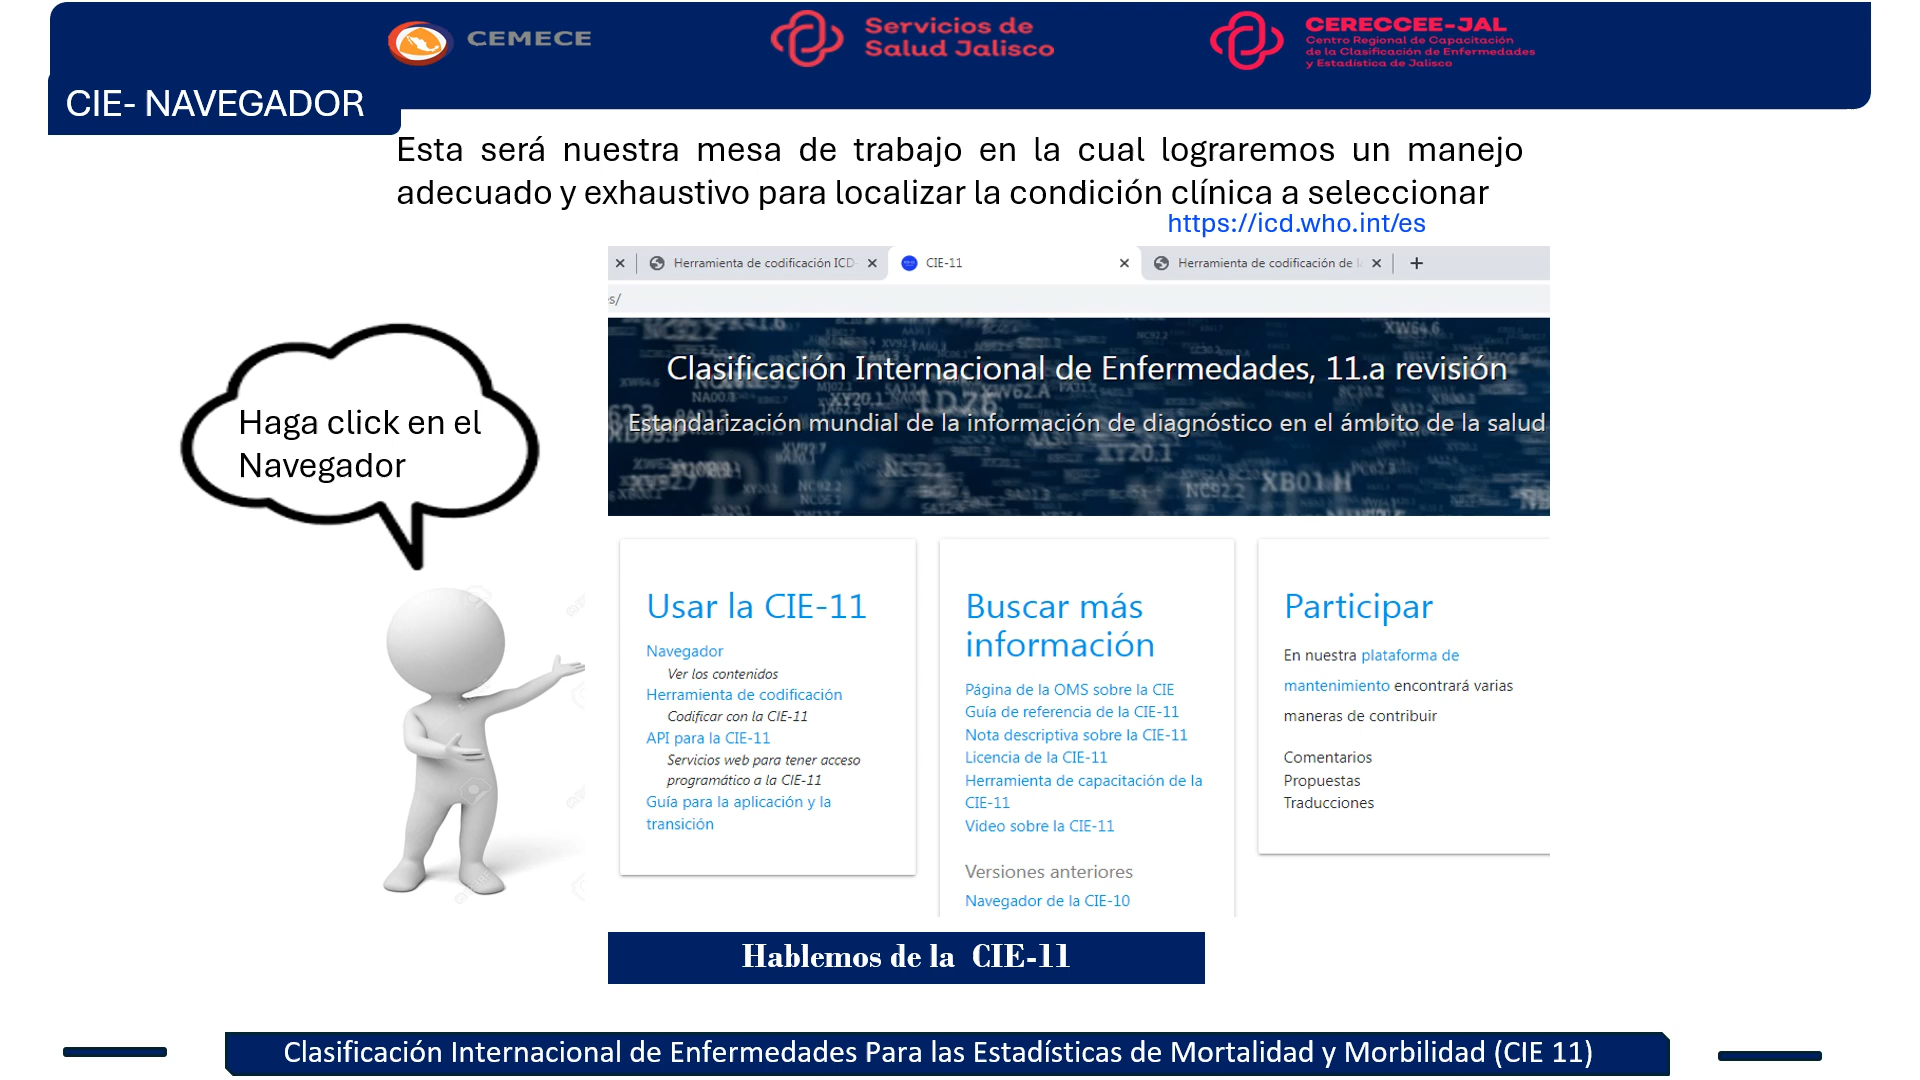 CEMECE
Servicios de
Salud Jalisco
CERECCEE-JAL
Centro Regional de Capacitación
de la Clasificación de Enfermedades
y Estadística de Jalisco
CIE- NAVEGADOR
Esta será nuestra mesa de trabajo en la cual lograremos un manejo
adecuado y exhaustivo para localizar la condición clínica a seleccionar
https://icd.who.int/es
Herramienta de codificación ICD-
CIE-11
Herramienta de codificación de l
s/
Clasificación Internacional de Enfermedades, 11.a revisión
Estandarización mundial de la información de diagnóstico en el ámbito de la salud
XW64.6
XY20.1
1D76
XY20.1
NC92.2
XB01.H
Haga click en el
Navegador
Usar la CIE-11
Navegador
Ver los contenidos
Herramienta de codificación
Codificar con la CIE-11
API para la CIE-11
Servicios web para tener acceso
programático a la CIE-11
Guía para la aplicación y la
transición
Buscar más
información
Página de la OMS sobre la CIE
Guía de referencia de la CIE-11
Nota descriptiva sobre la CIE-11
Licencia de la CIE-11
Herramienta de capacitación de la
CIE-11
Video sobre la CIE-11
Versiones anteriores
Navegador de la CIE-10
Participar
En nuestra plataforma de
mantenimiento encontrará varias
maneras de contribuir
Comentarios
Propuestas
Traducciones
Hablemos de la CIE-11
Clasificación Internacional de Enfermedades Para las Estadísticas de Mortalidad y Morbilidad (CIE 11)